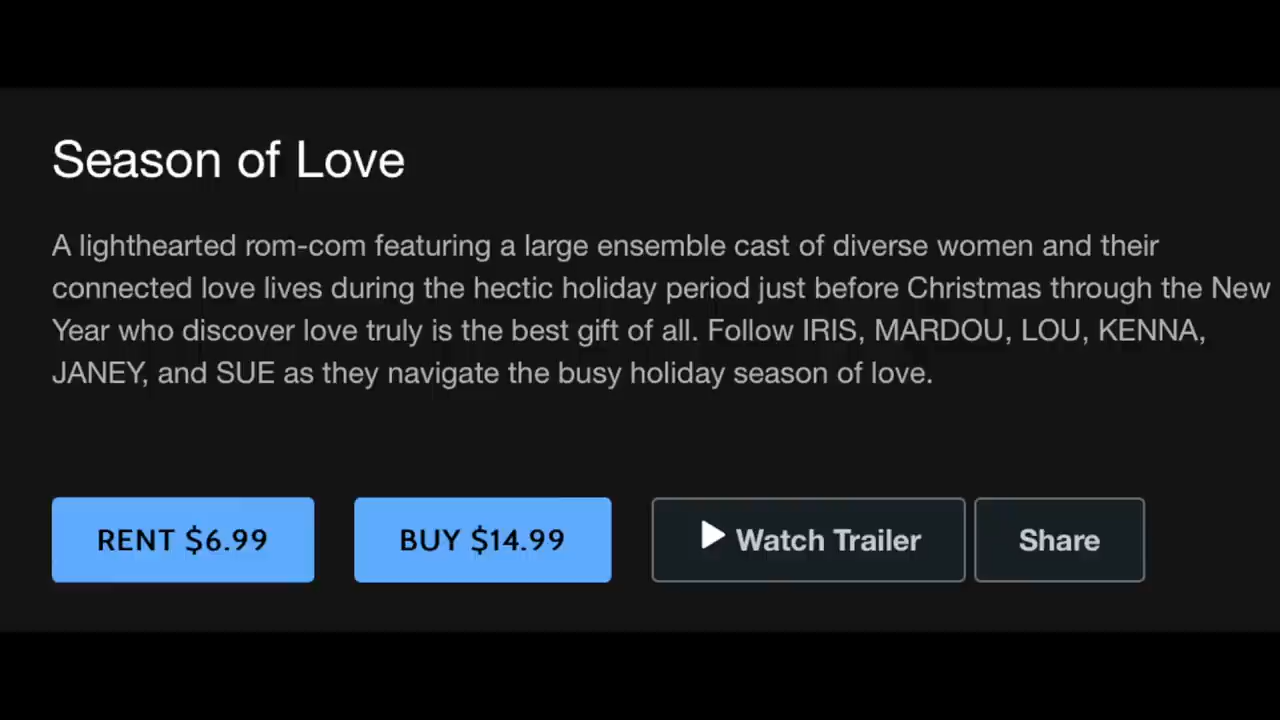 Season of Love
A lighthearted rom-com featuring a large ensemble cast of diverse women and their
connected love lives during the hectic holiday period just before Christmas through the New
Year who discover love truly is the best gift of all. Follow IRIS, MARDOU, LOU, KENNA,
JANEY, and SUE as they navigate the busy holiday season of love.
RENT $6.99
BUY $14.99
Watch Trailer
Share